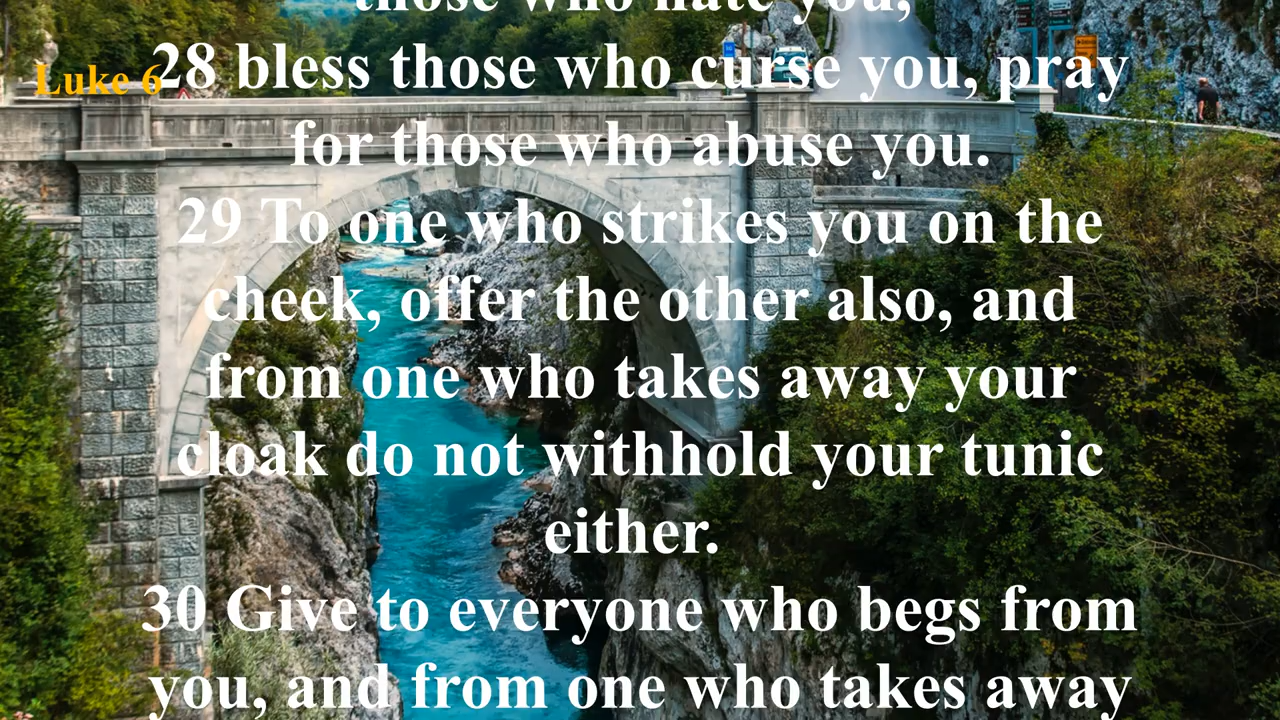 those who hate you,
Luke 6
28 bless those who curse you, pray
for those who abuse you.
29 To one who strikes you on the
cheek, offer the other also, and
from one who takes away your
cloak do not withhold your tunic
either.
30 Give to everyone who begs from
you, and from one who takes away